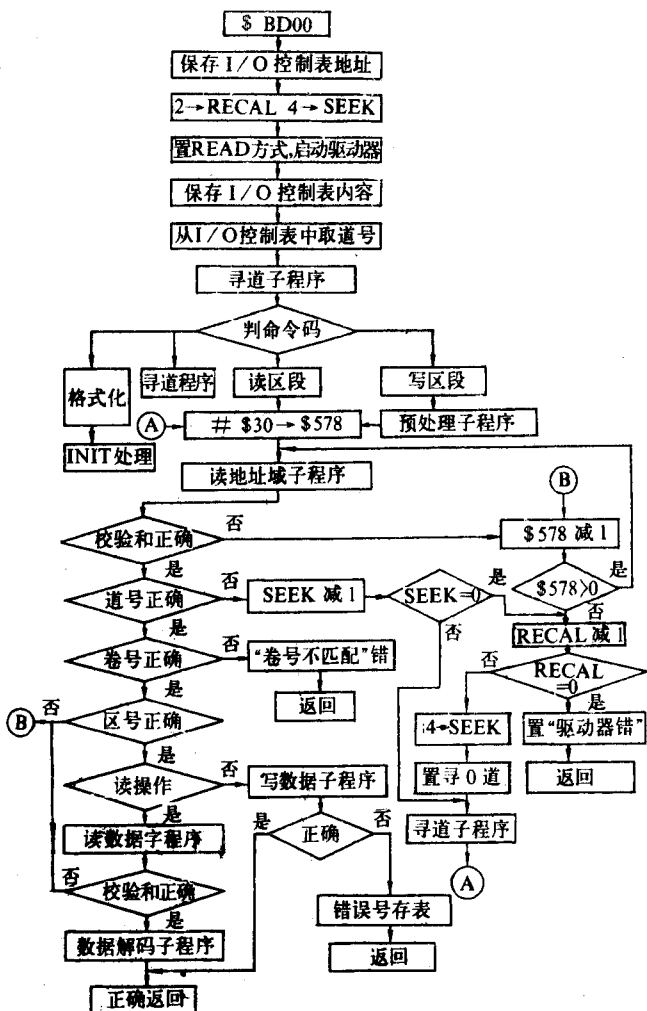 $ BD00
保存 I/O 控制表地址
2→RECAL 4→SEEK
置READ方式,启动驱动器
保存 I/O 控制表内容
从I/O控制表中取道号
寻道子程序
判命令码
格式化
寻道程序
读区段
写区段
A
# $30→$578
预处理子程序
INIT处理
读地址域子程序
B
校验和正确
否
$578 减 1
是
道号正确
否
SEEK 减 1
SEEK=0
是
$578>0
是
否
是
否
RECAL 减 1
卷号正确
否
"卷号不匹配"错
否
RECAL
=0
是
返回
是
B
否
区号正确
4→SEEK
置"驱动器错"
是
读操作
否
写数据子程序
置寻 0 道
返回
是
读数据字程序
是
正确
否
寻道子程序
否
校验和正确
A
是
错误号存表
数据解码子程序
返回
正确返回